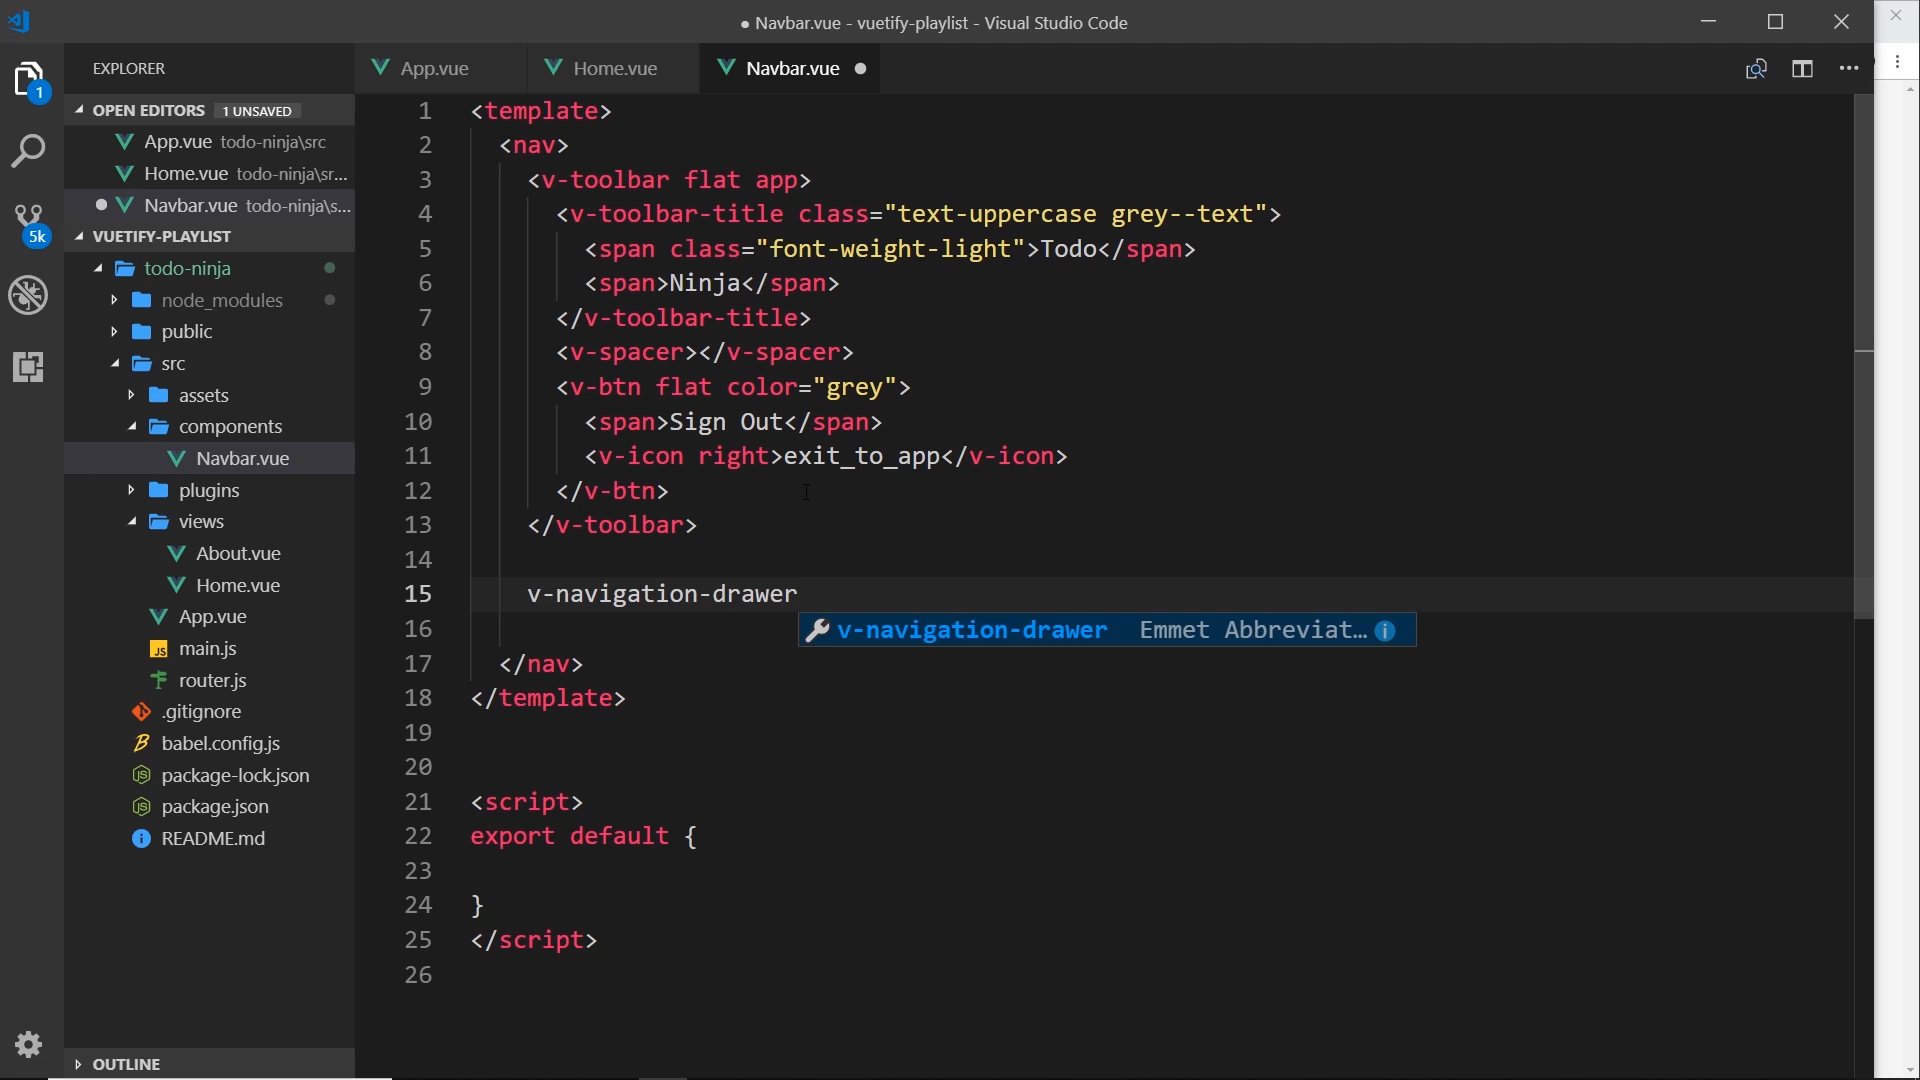 ● Navbar.vue - vuetify-playlist - Visual Studio Code
EXPLORER
App.vue
Home.vue
Navbar.vue
1
OPEN EDITORS 1 UNSAVED
App.vue todo-ninja\src
Home.vue todo-ninja\sr...
Navbar.vue todo-ninja\s...
5k
VUETIFY-PLAYLIST
todo-ninja
node_modules
public
src
assets
components
Navbar.vue
plugins
views
About.vue
Home.vue
App.vue
JS main.js
router.js
.gitignore
babel.config.js
package-lock.json
package.json
README.md
OUTLINE
1 <template>
2 <nav>
3 <v-toolbar flat app>
4 <v-toolbar-title class="text-uppercase grey--text">
5 <span class="font-weight-light">Todo</span>
6 <span>Ninja</span>
7 </v-toolbar-title>
8 <v-spacer></v-spacer>
9 <v-btn flat color="grey">
10 <span>Sign Out</span>
11 <v-icon right>exit_to_app</v-icon>
12 </v-btn>
13 </v-toolbar>
14
15 v-navigation-drawer
16
v-navigation-drawer Emmet Abbreviat...
17 </nav>
18 </template>
19
20
21 <script>
22 export default {
23
24 }
25 </script>
26